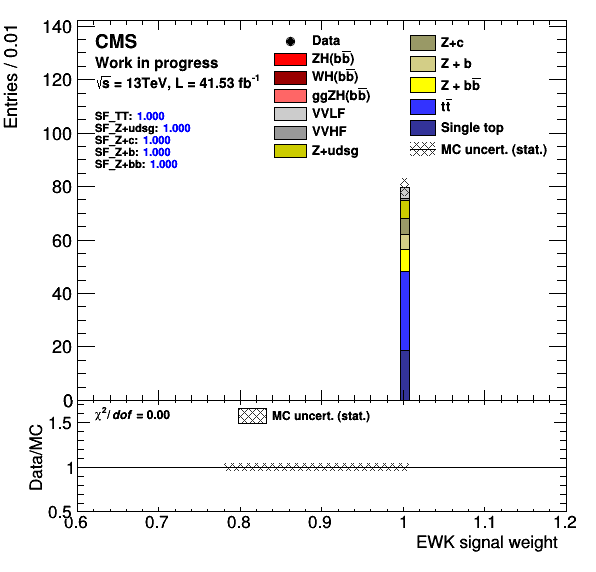 CMS
Work in progress
√s = 13TeV, L = 41.53 fb⁻¹
SF_TT: 1.000
SF_Z+udsg: 1.000
SF_Z+c: 1.000
SF_Z+b: 1.000
SF_Z+bb: 1.000
Data
ZH(bb̅)
WH(bb̅)
ggZH(bb̅)
VVLF
VVHF
Z+udsg
Z+c
Z + b
Z + bb̅
tt̅
Single top
MC uncert. (stat.)
Entries / 0.01
140
120
100
80
60
40
20
0
χ²/dof = 0.00
MC uncert. (stat.)
Data/MC
1.5
1
0.5
0.6 0.7 0.8 0.9 1 1.1 1.2
EWK signal weight